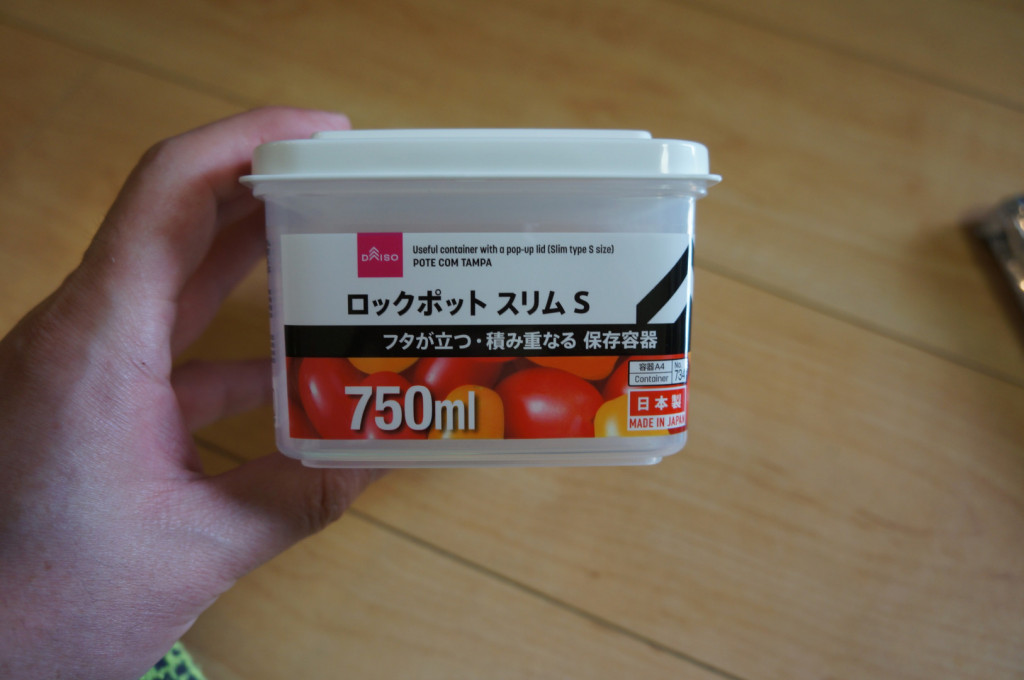 DAISO
Useful container with a pop-up lid (Slim type S size)
POTE COM TAMPA
ロックポット スリム S
フタが立つ・積み重なる 保存容器
容器A4
Container
No.
734
750ml
日本製
MADE IN JAPAN